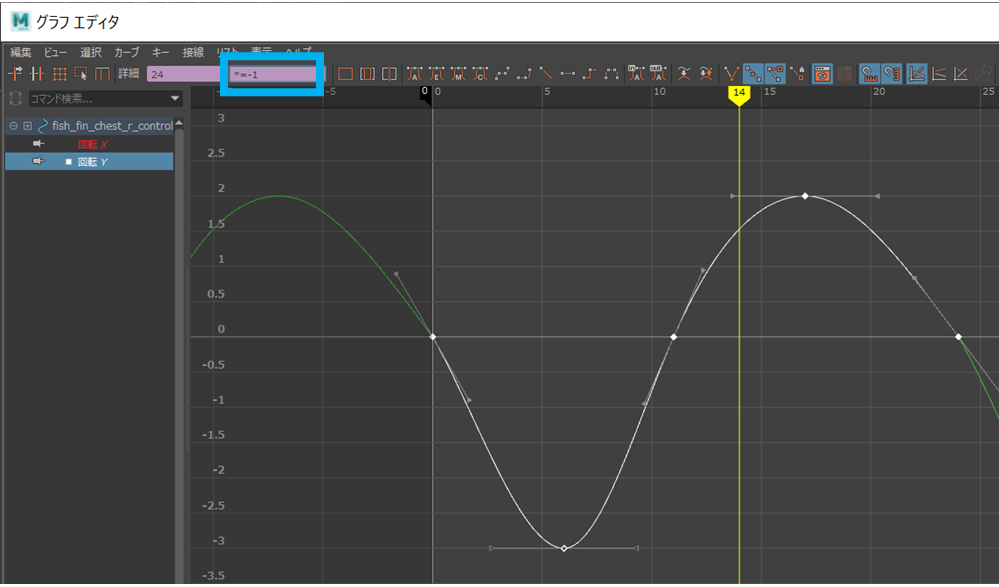 M グラフ エディタ
編集 ビュー 選択 カーブ キー 接線 リスト 表示 ヘルプ
詳細 24 *=-1
コマンド検索...
-5 0 0 5 10 14 15 20 25
fish_fin_chest_r_control
回転 X
回転 Y
3
2.5
2
1.5
1
0.5
0
-0.5
-1
-1.5
-2
-2.5
-3
-3.5